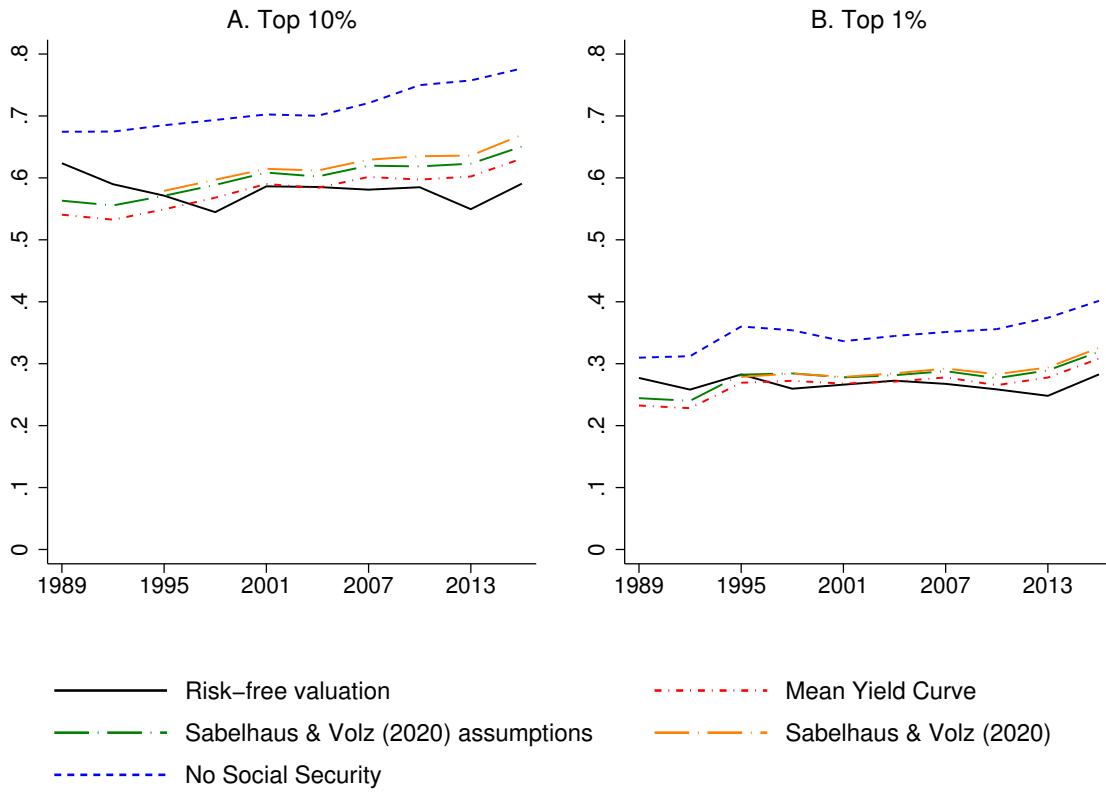 A. Top 10%
.8
.7
.6
.5
.4
.3
.2
.1
0
1989 1995 2001 2007 2013
B. Top 1%
.8
.7
.6
.5
.4
.3
.2
.1
0
1989 1995 2001 2007 2013
Risk−free valuation
Mean Yield Curve
Sabelhaus & Volz (2020) assumptions
Sabelhaus & Volz (2020)
No Social Security